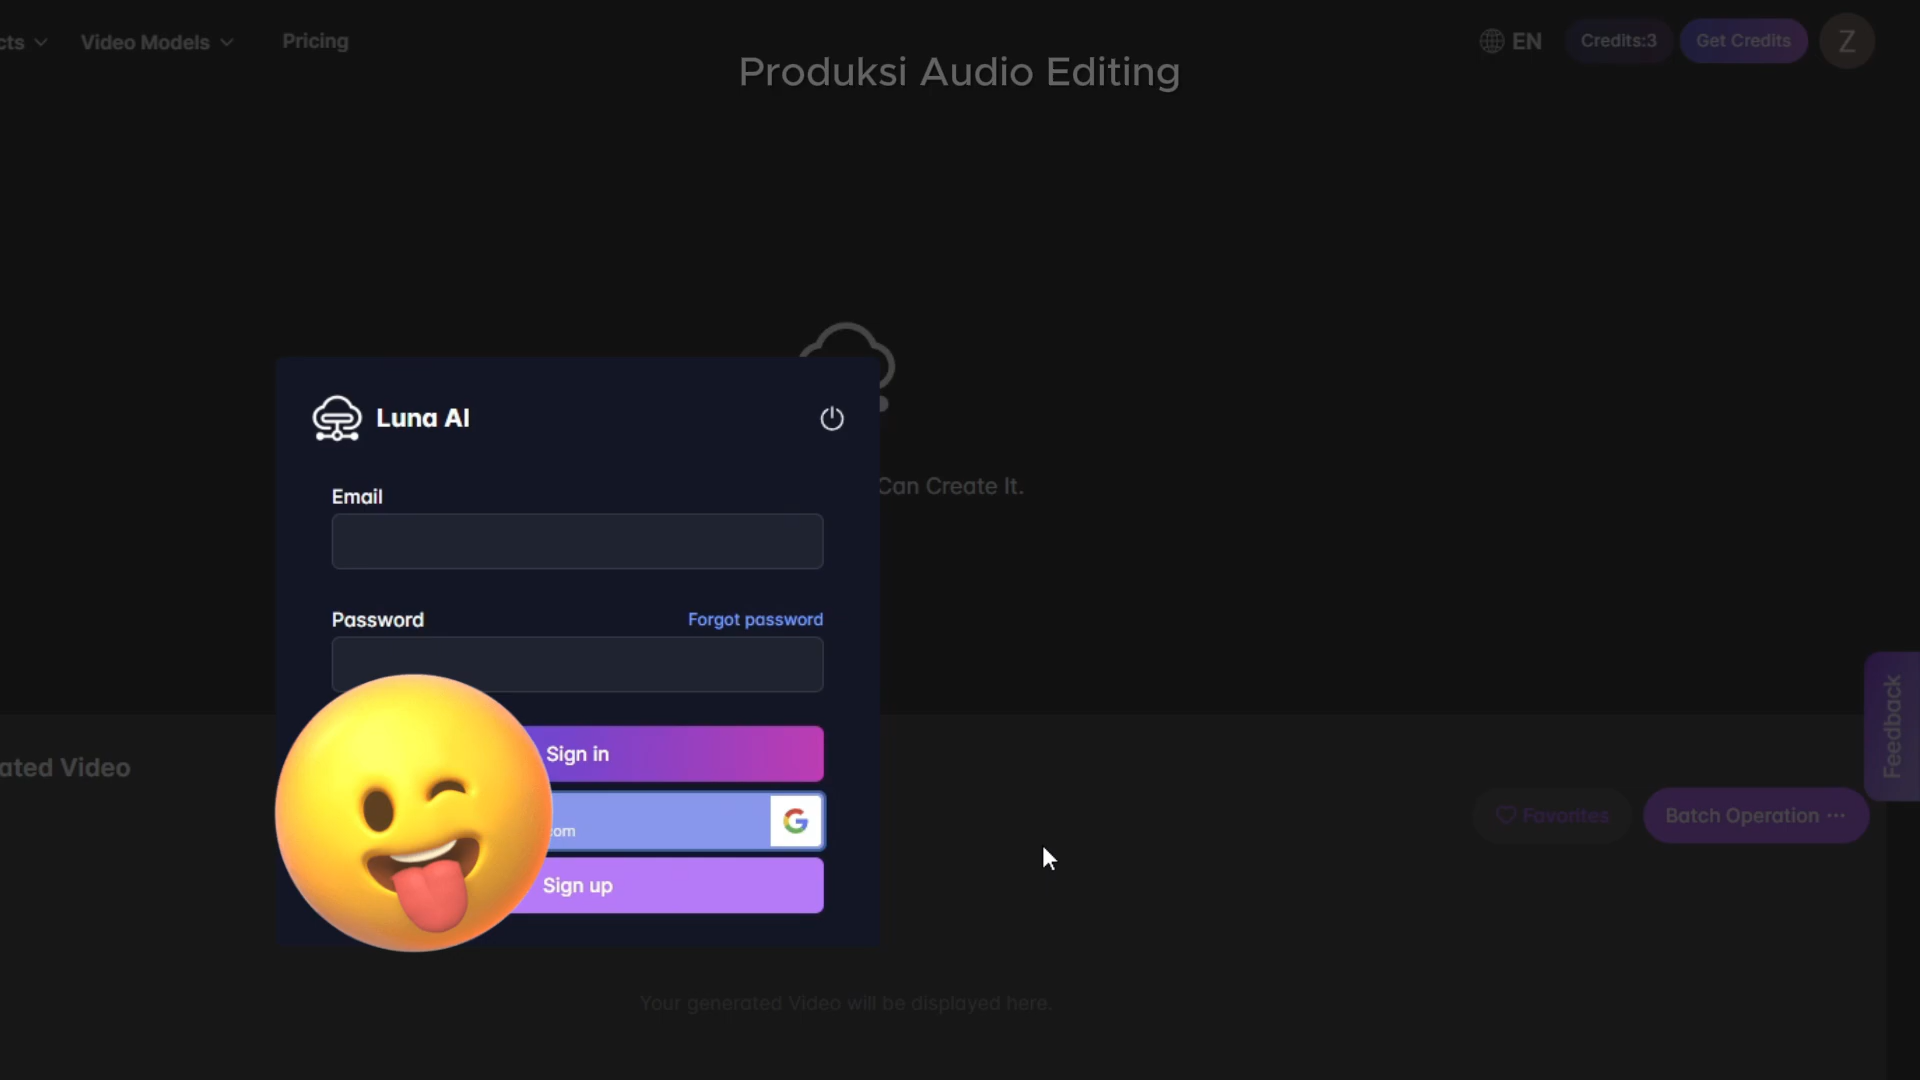 cts
Video Models
Pricing
EN
Credits:3
Get Credits
Z
Produksi Audio Editing
Luna AI
Can Create It.
Email
Password
Forgot password
Sign in
com
Sign up
ated Video
Feedback
Favorites
Batch Operation ···
Your generated Video will be displayed here.